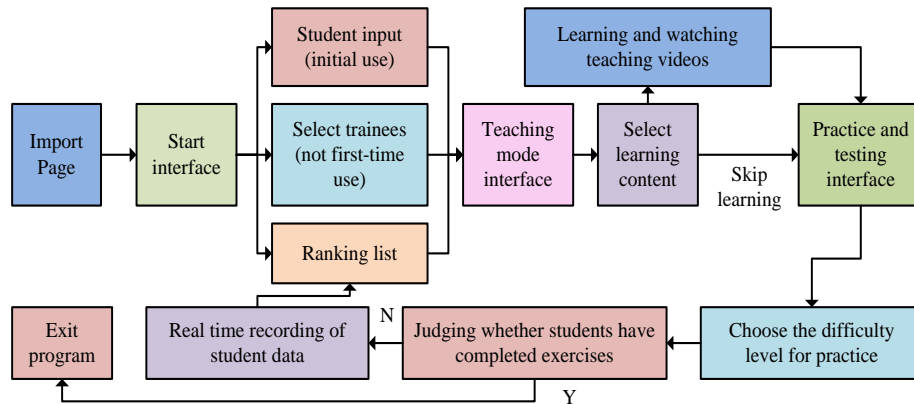 Student input
(initial use)
Learning and watching
teaching videos
Import
Page
Start
interface
Select trainees
(not first-time
use)
Teaching
mode
interface
Select
learning
content
Skip
learning
Practice and
testing
interface
Ranking list
Exit
program
Real time recording of
student data
N
Judging whether students have
completed exercises
Choose the difficulty
level for practice
Y